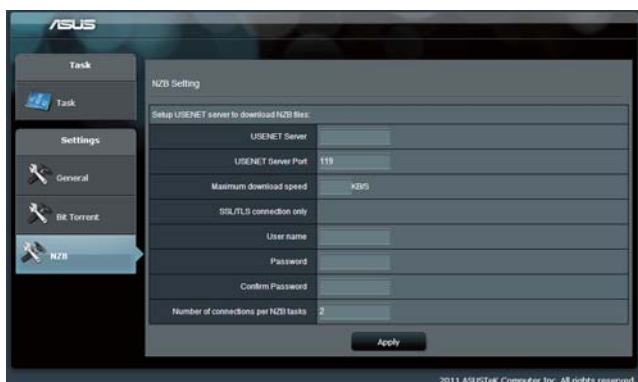 ASUS
Task
Task
Settings
General
Bit Torrent
NZB
NZB Setting
Setup USENET server to download NZB files:
USENET Server
USENET Server Port 119
Maximum download speed KB/S
SSL/TLS connection only
User name
Password
Confirm Password
Number of connections per NZB tasks 2
Apply
2011 ASUSTeK Computer Inc. All rights reserved